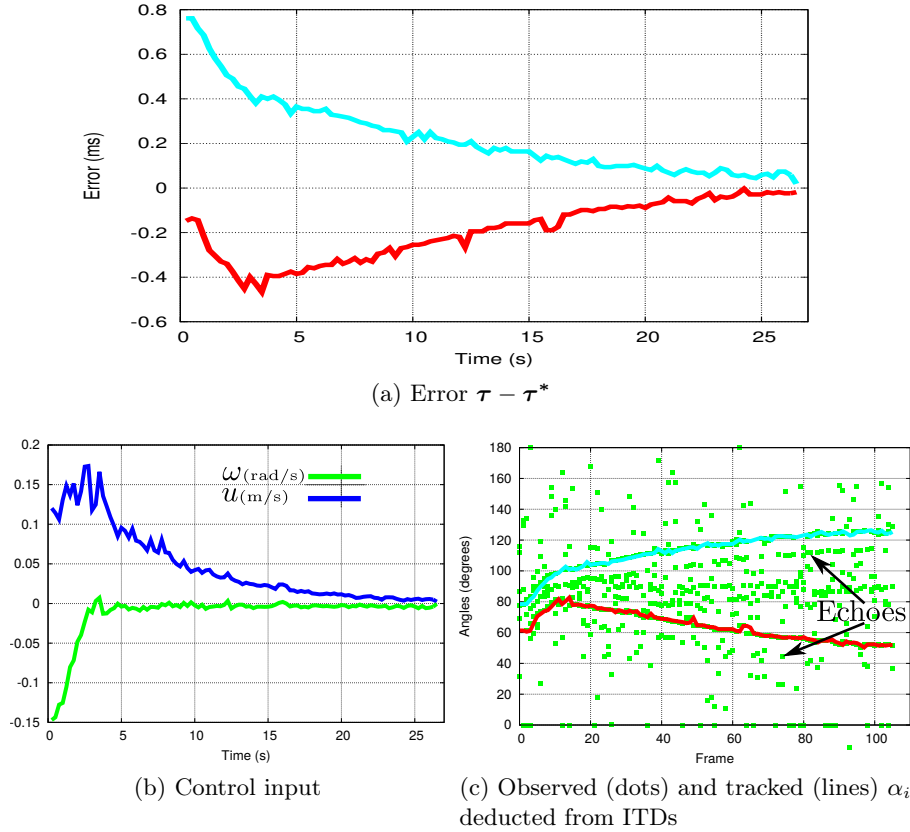 0.8
0.6
0.4
0.2
0
-0.2
-0.4
-0.6
Error (ms)
0 5 10 15 20 25
Time (s)
(a) Error τ − τ*
0.2
0.15
0.1
0.05
0
-0.05
-0.1
-0.15
ω(rad/s)
u(m/s)
0 5 10 15 20 25
Time (s)
(b) Control input
180
160
140
120
100
80
60
40
20
0
Angles (degrees)
Echoes
0 20 40 60 80 100
Frame
(c) Observed (dots) and tracked (lines) αi
deducted from ITDs